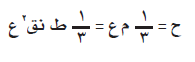 ح = ١/٣ م ع = ١/٣ ط نق٢ ع